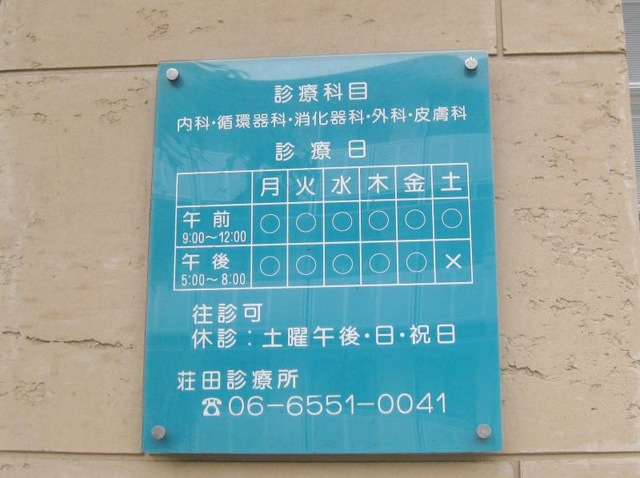 診療科目
内科・循環器科・消化器科・外科・皮膚科
診療日
月 火 水 木 金 土
午前 ○ ○ ○ ○ ○ ○
9:00～12:00
午後 ○ ○ ○ ○ ○ ×
5:00～8:00
往診可
休診：土曜午後・日・祝日
荘田診療所
☎06-6551-0041